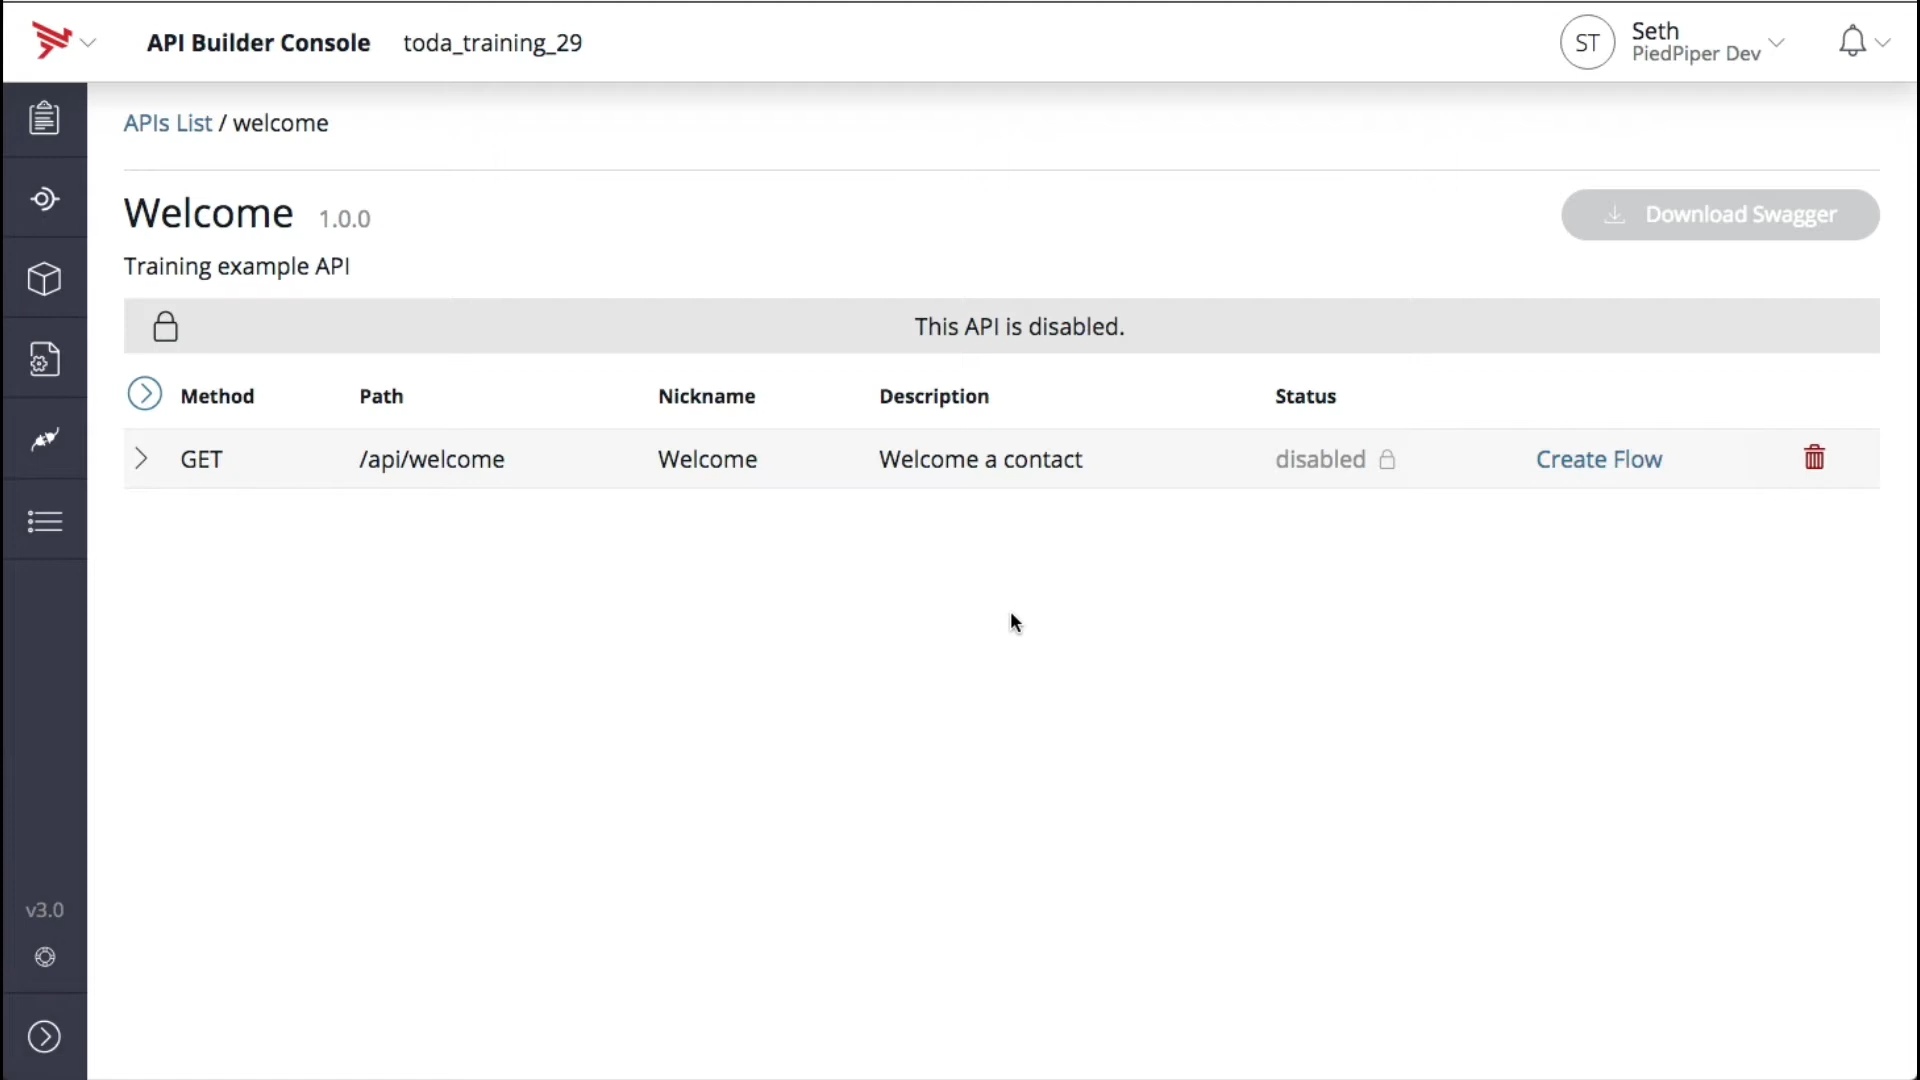 API Builder Console toda_training_29
ST Seth
PiedPiper Dev
APIs List / welcome
Welcome 1.0.0
Download Swagger
Training example API
This API is disabled.
Method Path Nickname Description Status
GET /api/welcome Welcome Welcome a contact disabled Create Flow
v3.0